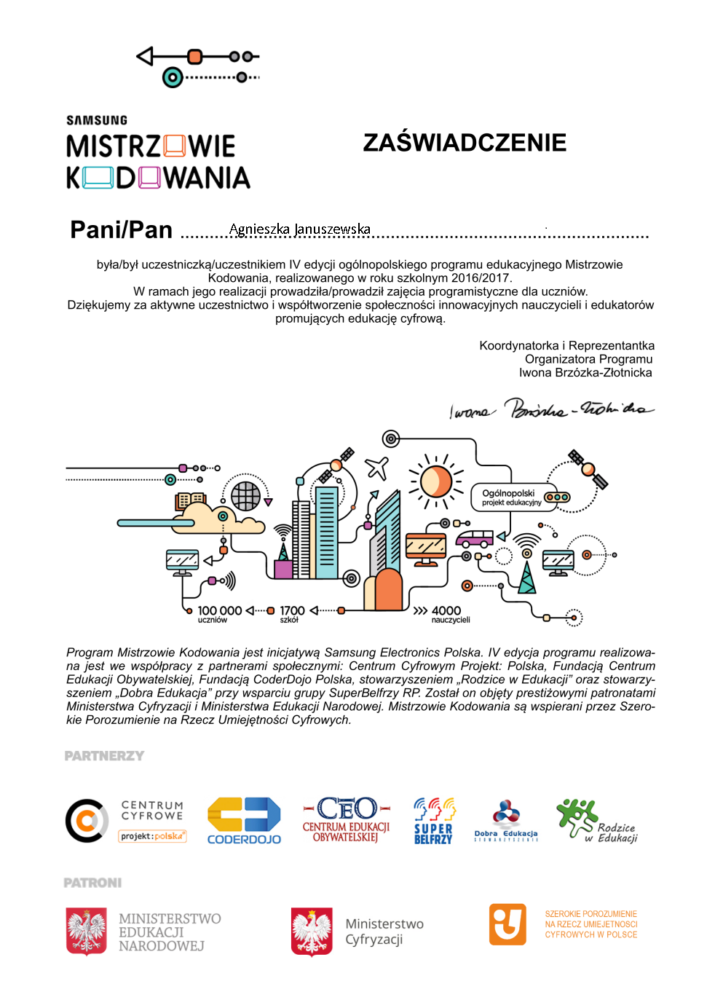 SAMSUNG
MISTRZOWIE
KODOWANIA
ZAŚWIADCZENIE
Pani/Pan ........ Agnieszka Januszewska ........
była/był uczestniczką/uczestnikiem IV edycji ogólnopolskiego programu edukacyjnego Mistrzowie
Kodowania, realizowanego w roku szkolnym 2016/2017.
W ramach jego realizacji prowadziła/prowadził zajęcia programistyczne dla uczniów.
Dziękujemy za aktywne uczestnictwo i współtworzenie społeczności innowacyjnych nauczycieli i edukatorów
promujących edukację cyfrową.
Koordynatorka i Reprezentantka
Organizatora Programu
Iwona Brzózka-Złotnicka
Iwona Brzózka-Złotnicka
Ogólnopolski
projekt edukacyjny
100 000
uczniów
1700
szkół
4000
nauczycieli
Program Mistrzowie Kodowania jest inicjatywą Samsung Electronics Polska. IV edycja programu realizowa-
na jest we współpracy z partnerami społecznymi: Centrum Cyfrowym Projekt: Polska, Fundacją Centrum
Edukacji Obywatelskiej, Fundacją CoderDojo Polska, stowarzyszeniem „Rodzice w Edukacji” oraz stowarzy-
szeniem „Dobra Edukacja” przy wsparciu grupy SuperBelfrzy RP. Został on objęty prestiżowymi patronatami
Ministerstwa Cyfryzacji i Ministerstwa Edukacji Narodowej. Mistrzowie Kodowania są wspierani przez Szero-
kie Porozumienie na Rzecz Umiejętności Cyfrowych.
PARTNERZY
CENTRUM
CYFROWE
projekt:polska
CODERDOJO
CEO
CENTRUM EDUKACJI
OBYWATELSKIEJ
SUPER
BELFRZY
Dobra Edukacja
STOWARZYSZENIE
Rodzice
w Edukacji
PATRONI
MINISTERSTWO
EDUKACJI
NARODOWEJ
Ministerstwo
Cyfryzacji
SZEROKIE POROZUMIENIE
NA RZECZ UMIEJETNOSCI
CYFROWYCH W POLSCE